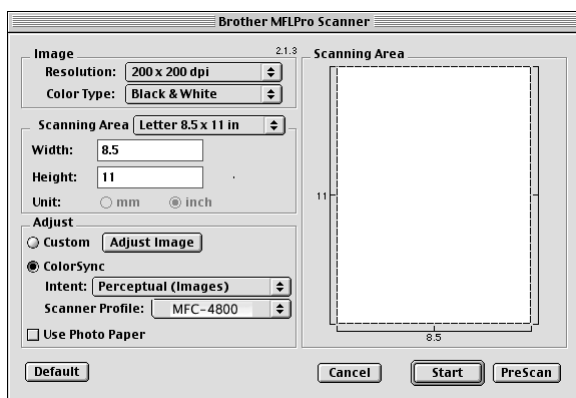 Brother MFLPro Scanner
Image 2.1.3
Resolution: 200 x 200 dpi
Color Type: Black & White
Scanning Area Letter 8.5 x 11 in
Width: 8.5
Height: 11
Unit: mm inch
Adjust
Custom Adjust Image
ColorSync
Intent: Perceptual (Images)
Scanner Profile: MFC-4800
Use Photo Paper
Default
Scanning Area
11
8.5
Cancel Start PreScan